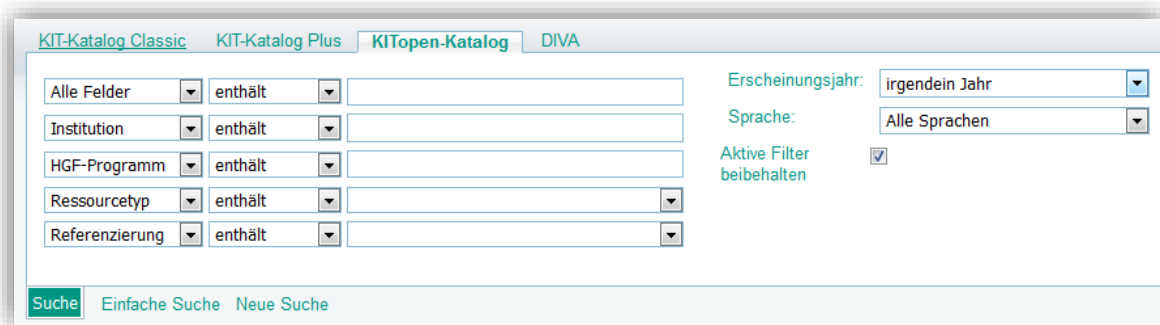 KIT-Katalog Classic KIT-Katalog Plus KITopen-Katalog DIVA
Alle Felder enthält
Institution enthält
HGF-Programm enthält
Ressourcetyp enthält
Referenzierung enthält
Erscheinungsjahr: irgendein Jahr
Sprache: Alle Sprachen
Aktive Filter
beibehalten
Suche Einfache Suche Neue Suche